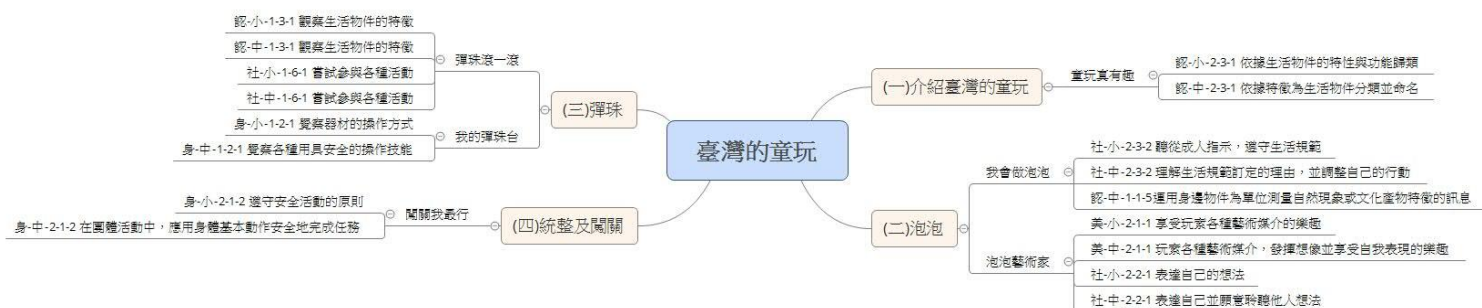 臺灣的童玩
(一)介紹臺灣的童玩
童玩真有趣
認-小-2-3-1 依據生活物件的特性與功能歸類
認-中-2-3-1 依據特徵為生活物件分類並命名
(二)泡泡
我會做泡泡
社-小-2-3-2 聽從成人指示，遵守生活規範
社-中-2-3-2 理解生活規範訂定的理由，並調整自己的行動
認-中-1-1-5運用身邊物件為單位測量自然現象或文化產物特徵的訊息
泡泡藝術家
美-小-2-1-1 享受玩索各種藝術媒介的樂趣
美-中-2-1-1 玩索各種藝術媒介，發揮想像並享受自我表現的樂趣
社-小-2-2-1 表達自己的想法
社-中-2-2-1 表達自己並願意聆聽他人想法
(三)彈珠
彈珠滾一滾
認-小-1-3-1 觀察生活物件的特徵
認-中-1-3-1 觀察生活物件的特徵
社-小-1-6-1 嘗試參與各種活動
社-中-1-6-1 嘗試參與各種活動
我的彈珠台
身-小-1-2-1 覺察器材的操作方式
身-中-1-2-1 覺察各種用具安全的操作技能
(四)統整及闖關
闖關我最行
身-小-2-1-2 遵守安全活動的原則
身-中-2-1-2 在團體活動中，應用身體基本動作安全地完成任務